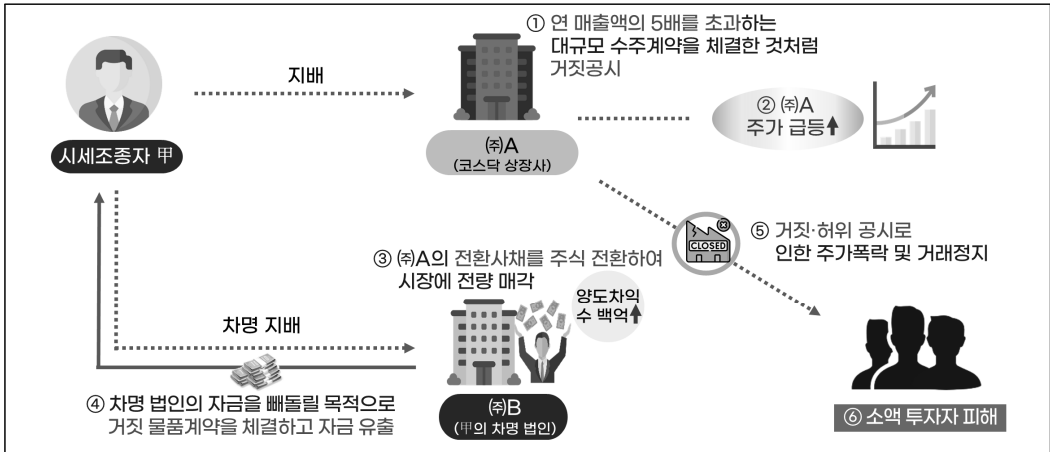 ① 연 매출액의 5배를 초과하는
대규모 수주계약을 체결한 것처럼
거짓공시
지배
② ㈜A
주가 급등⬆
시세조종자 甲
㈜A
(코스닥 상장사)
CLOSED
⑤ 거짓·허위 공시로
인한 주가폭락 및 거래정지
③ ㈜A의 전환사채를 주식 전환하여
시장에 전량 매각
양도차익
수 백억⬆
차명 지배
④ 차명 법인의 자금을 빼돌릴 목적으로
거짓 물품계약을 체결하고 자금 유출
㈜B
(甲의 차명 법인)
⑥ 소액 투자자 피해